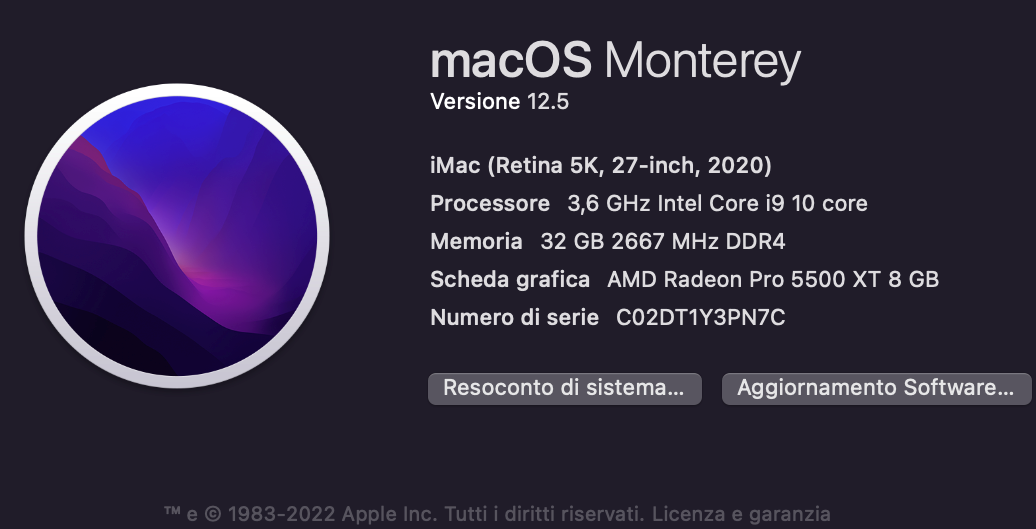 macOS Monterey
Versione 12.5
iMac (Retina 5K, 27-inch, 2020)
Processore 3,6 GHz Intel Core i9 10 core
Memoria 32 GB 2667 MHz DDR4
Scheda grafica AMD Radeon Pro 5500 XT 8 GB
Numero di serie C02DT1Y3PN7C
Resoconto di sistema... Aggiornamento Software...
™ e © 1983-2022 Apple Inc. Tutti i diritti riservati. Licenza e garanzia